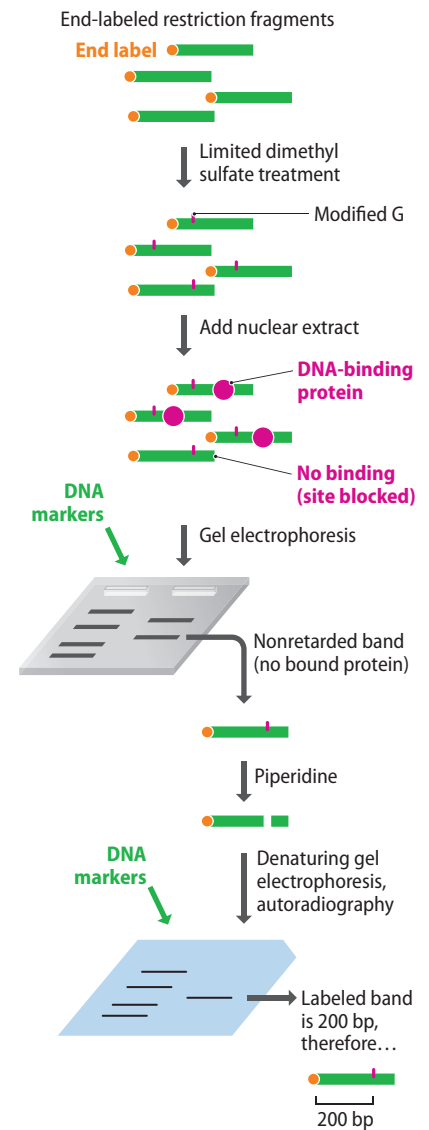 End-labeled restriction fragments
End label
Limited dimethyl
sulfate treatment
Modified G
Add nuclear extract
DNA-binding
protein
No binding
(site blocked)
DNA
markers
Gel electrophoresis
Nonretarded band
(no bound protein)
Piperidine
DNA
markers
Denaturing gel
electrophoresis,
autoradiography
Labeled band
is 200 bp,
therefore…
200 bp